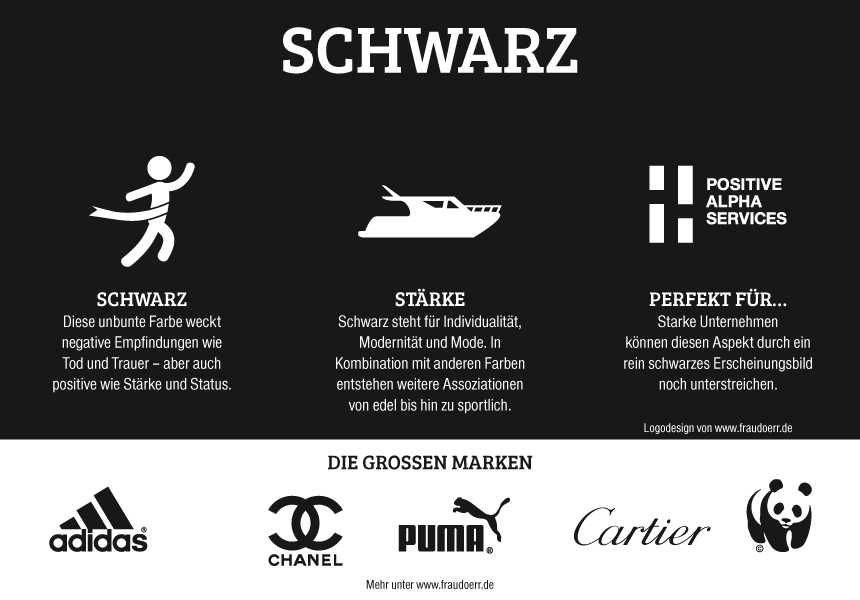 SCHWARZ
POSITIVE
ALPHA
SERVICES
SCHWARZ
Diese unbunte Farbe weckt
negative Empfindungen wie
Tod und Trauer – aber auch
positive wie Stärke und Status.
STÄRKE
Schwarz steht für Individualität,
Modernität und Mode. In
Kombination mit anderen Farben
entstehen weitere Assoziationen
von edel bis hin zu sportlich.
PERFEKT FÜR...
Starke Unternehmen
können diesen Aspekt durch ein
rein schwarzes Erscheinungsbild
noch unterstreichen.
Logodesign von www.fraudoerr.de
DIE GROSSEN MARKEN
adidas®
CHANEL
PUMA®
Cartier
©
Mehr unter www.fraudoerr.de